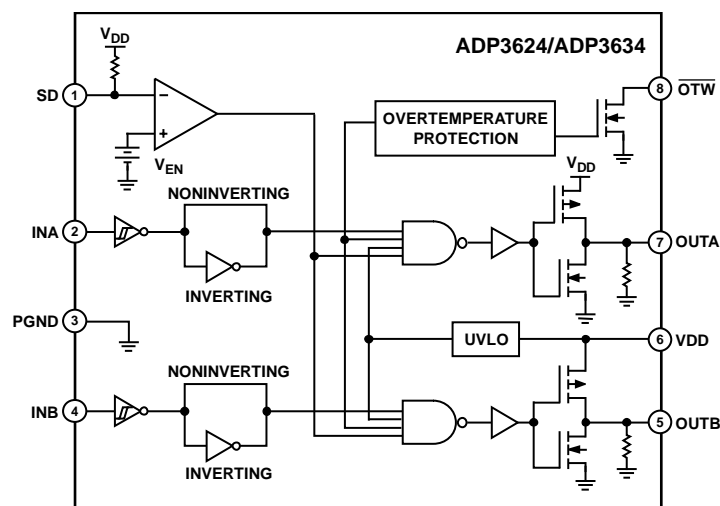 ADP3624/ADP3634
VDD
SD 1
8 OTW
OVERTEMPERATURE
PROTECTION
− +
VEN
VDD
NONINVERTING
INA 2
7 OUTA
INVERTING
PGND 3
UVLO
6 VDD
NONINVERTING
INB 4
5 OUTB
INVERTING